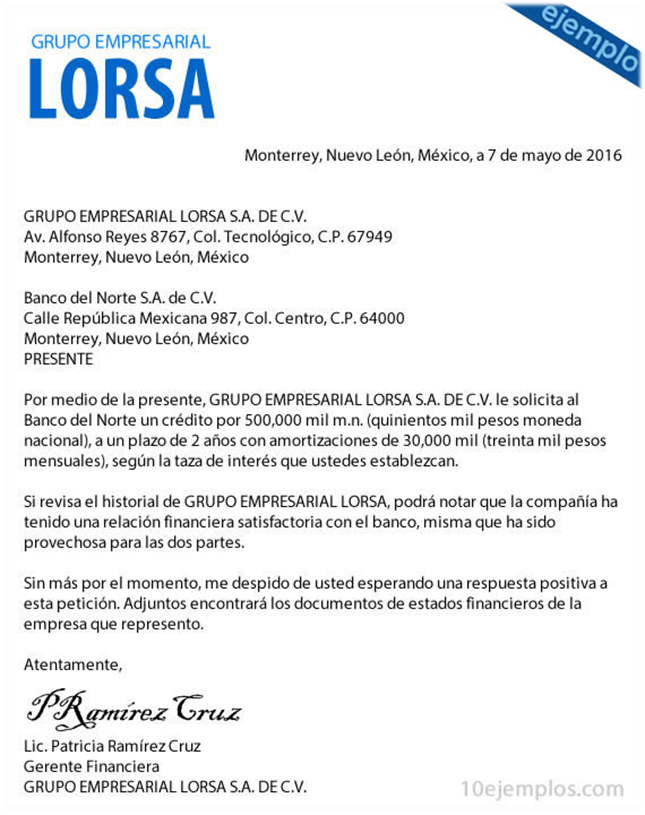 ejemplo
GRUPO EMPRESARIAL
LORSA
Monterrey, Nuevo León, México, a 7 de mayo de 2016
GRUPO EMPRESARIAL LORSA S.A. DE C.V.
Av. Alfonso Reyes 8767, Col. Tecnológico, C.P. 67949
Monterrey, Nuevo León, México
Banco del Norte S.A. de C.V.
Calle República Mexicana 987, Col. Centro, C.P. 64000
Monterrey, Nuevo León, México
PRESENTE
Por medio de la presente, GRUPO EMPRESARIAL LORSA S.A. DE C.V. le solicita al
Banco del Norte un crédito por 500,000 mil m.n. (quinientos mil pesos moneda
nacional), a un plazo de 2 años con amortizaciones de 30,000 mil (treinta mil pesos
mensuales), según la taza de interés que ustedes establezcan.
Si revisa el historial de GRUPO EMPRESARIAL LORSA, podrá notar que la compañía ha
tenido una relación financiera satisfactoria con el banco, misma que ha sido
provechosa para las dos partes.
Sin más por el momento, me despido de usted esperando una respuesta positiva a
esta petición. Adjuntos encontrará los documentos de estados financieros de la
empresa que represento.
Atentamente,
PRamírez Cruz
Lic. Patricia Ramírez Cruz
Gerente Financiera
GRUPO EMPRESARIAL LORSA S.A. DE C.V.
10ejemplos.com